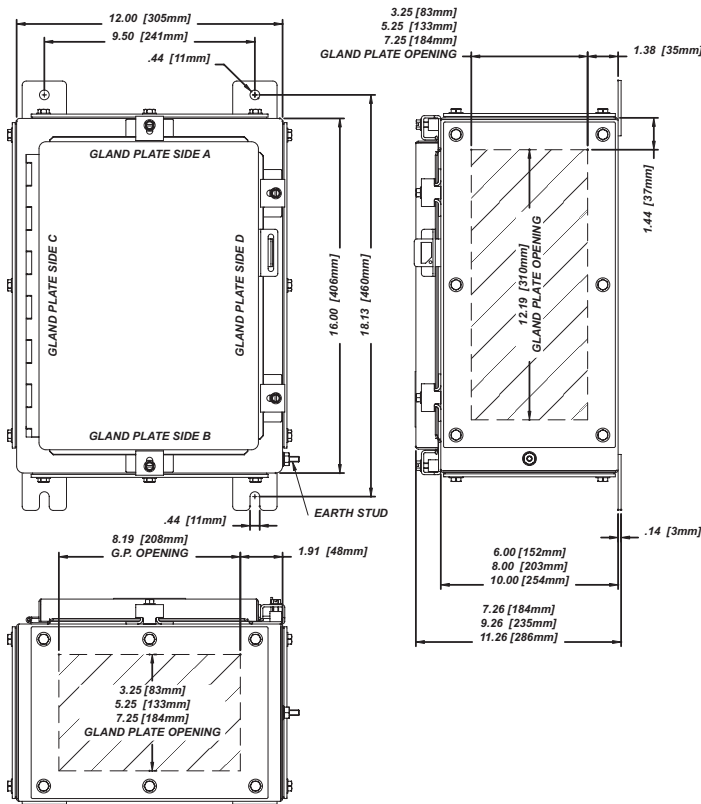 12.00 [305mm]
9.50 [241mm]
.44 [11mm]
GLAND PLATE SIDE A
GLAND PLATE SIDE C
GLAND PLATE SIDE D
GLAND PLATE SIDE B
16.00 [406mm]
18.13 [460mm]
EARTH STUD
.44 [11mm]
3.25 [83mm]
5.25 [133mm]
7.25 [184mm]
GLAND PLATE OPENING
1.38 [35mm]
1.44 [37mm]
12.19 [310mm]
GLAND PLATE OPENING
.14 [3mm]
6.00 [152mm]
8.00 [203mm]
10.00 [254mm]
7.26 [184mm]
9.26 [235mm]
11.26 [286mm]
8.19 [208mm]
G.P. OPENING
1.91 [48mm]
3.25 [83mm]
5.25 [133mm]
7.25 [184mm]
GLAND PLATE OPENING